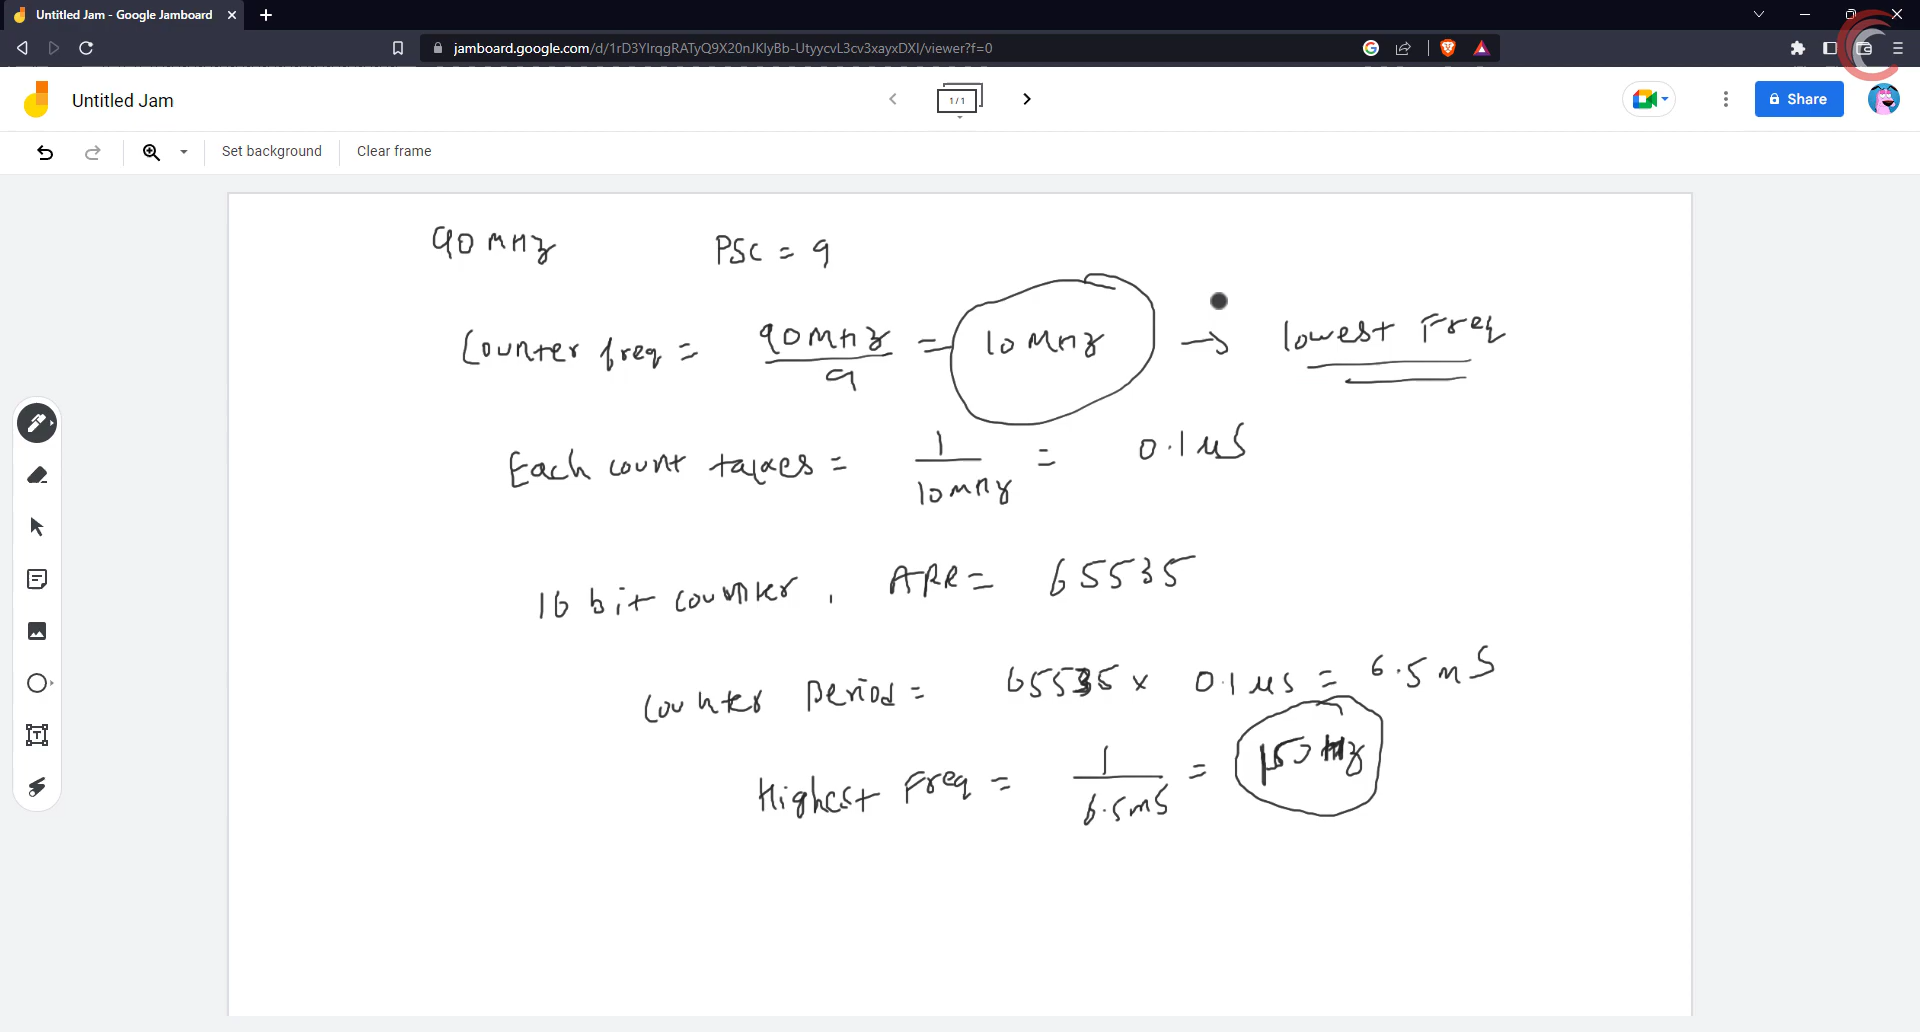 Untitled Jam - Google Jamboard
jamboard.google.com/d/1rD3YIrqgRATyQ9X20nJKlyBb-UtyycvL3cv3xayxDXI/viewer?f=0
Untitled Jam
1/1
Share
Set background
Clear frame
90 MHz PSC = 9
Counter freq = 90MHz / 9 = 10 MHz → lowest Freq
Each count takes = 1 / 10MHz = 0.1 us
16 bit counter, ARR = 65535
Counter Period = 65535 x 0.1 us = 6.5 mS
Highest Freq = 1 / 6.5mS = 150 Hz